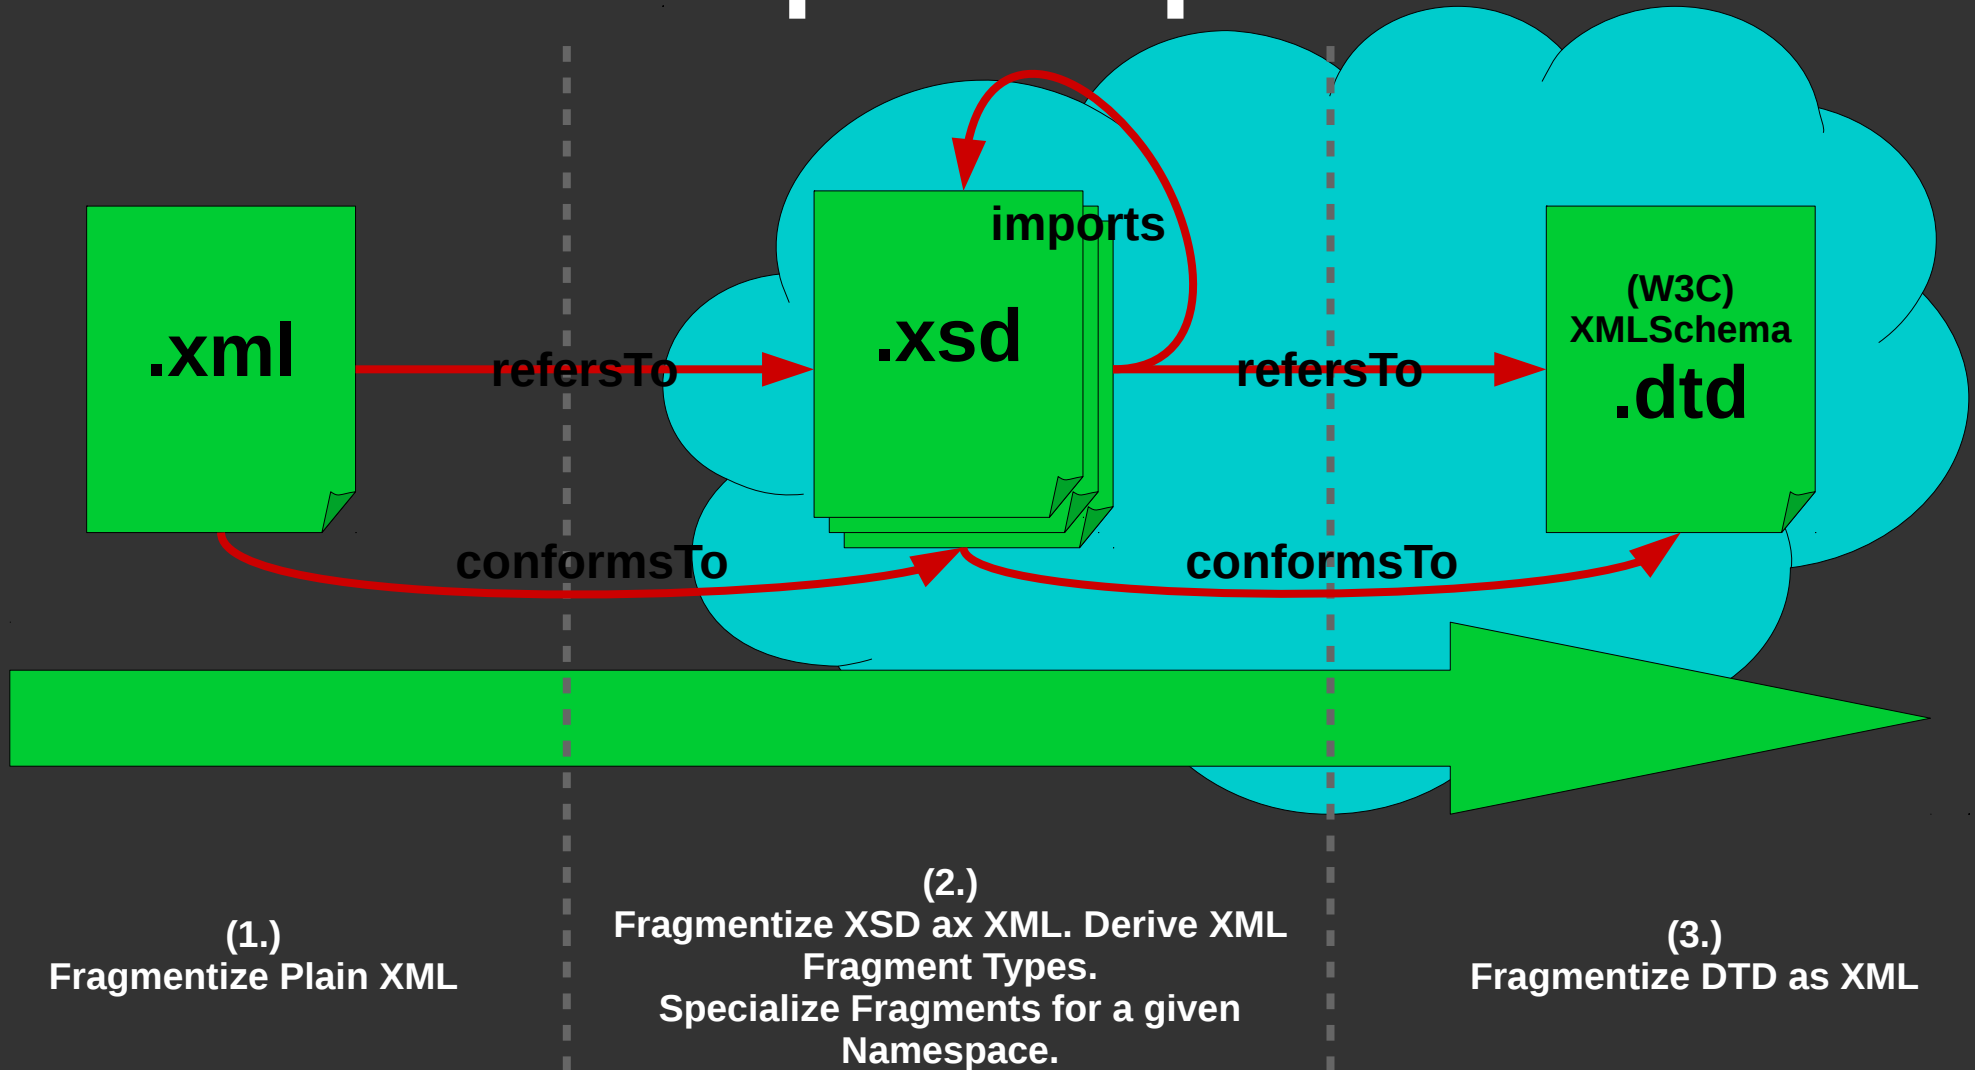 imports
.xml
.xsd
(W3C)
XMLSchema
.dtd
refersTo
refersTo
conformsTo
conformsTo
(1.)
Fragmentize Plain XML
(2.)
Fragmentize XSD ax XML. Derive XML
Fragment Types.
Specialize Fragments for a given
Namespace.
(3.)
Fragmentize DTD as XML